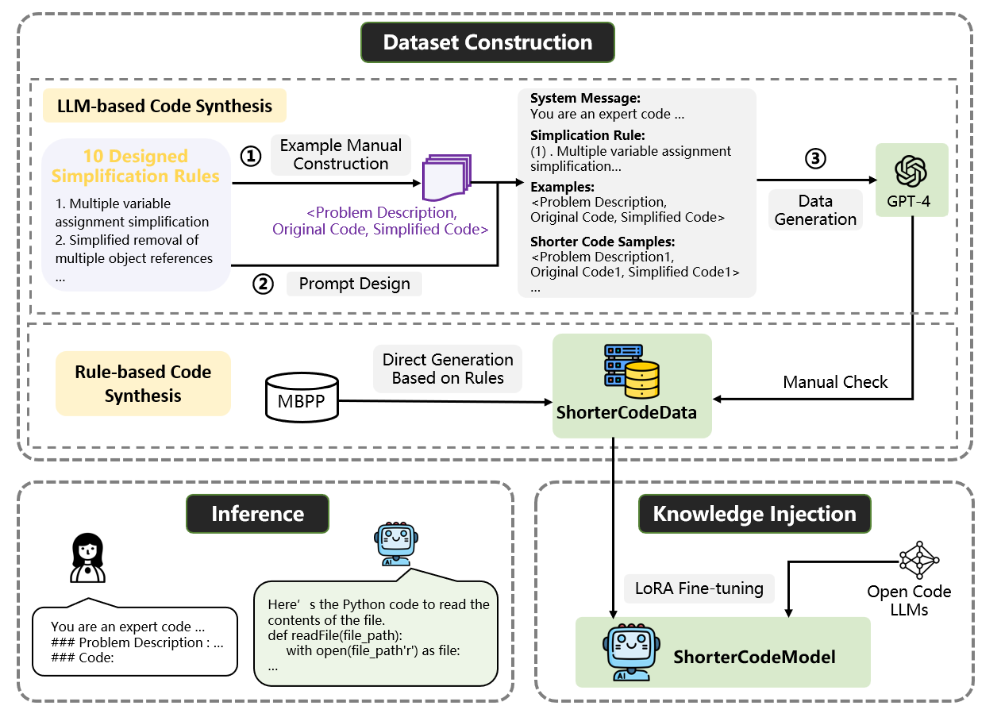 Dataset Construction
LLM-based Code Synthesis
10 Designed
Simplification Rules
1. Multiple variable
assignment simplification
2. Simplified removal of
multiple object references
...
①
Example Manual
Construction
<Problem Description,
Original Code, Simplified Code>
②
Prompt Design
System Message:
You are an expert code ...
Simplication Rule:
(1) . Multiple variable assignment
simplification...
Examples:
<Problem Description,
Original Code, Simplified Code>
Shorter Code Samples:
<Problem Description1,
Original Code1, Simplified Code1>
...
③
Data
Generation
GPT-4
Rule-based Code
Synthesis
MBPP
Direct Generation
Based on Rules
ShorterCodeData
Manual Check
Inference
You are an expert code ...
### Problem Description : ...
### Code:
AI
Here's the Python code to read the
contents of the file.
def readFile(file_path):
with open(file_path'r') as file:
...
Knowledge Injection
LoRA Fine-tuning
Open Code
LLMs
AI
ShorterCodeModel